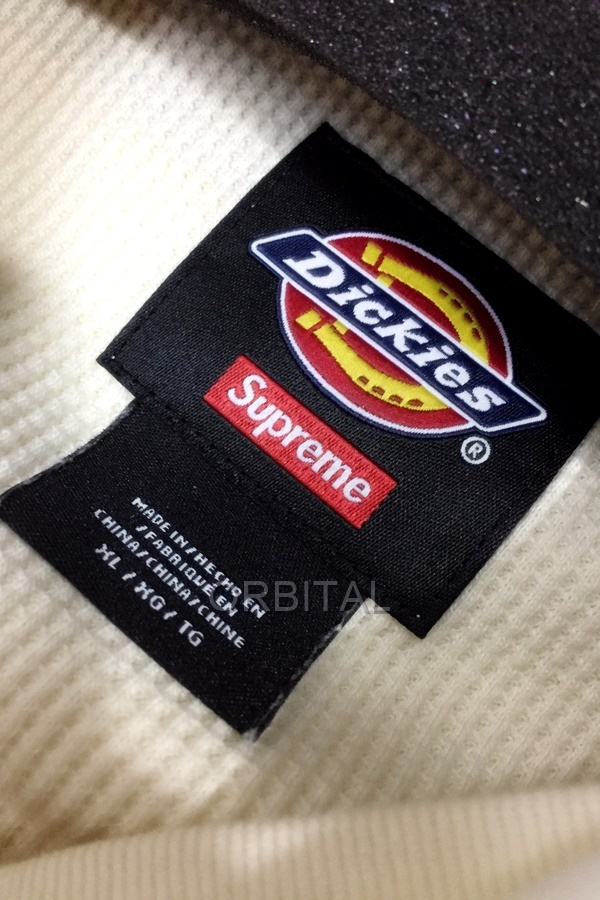 Dickies
®
Supreme
MADE IN/HECHO EN
/FABRIQUÉ EN
CHINA/CHINA/CHINE
XL / XG / TG
ORBITAL